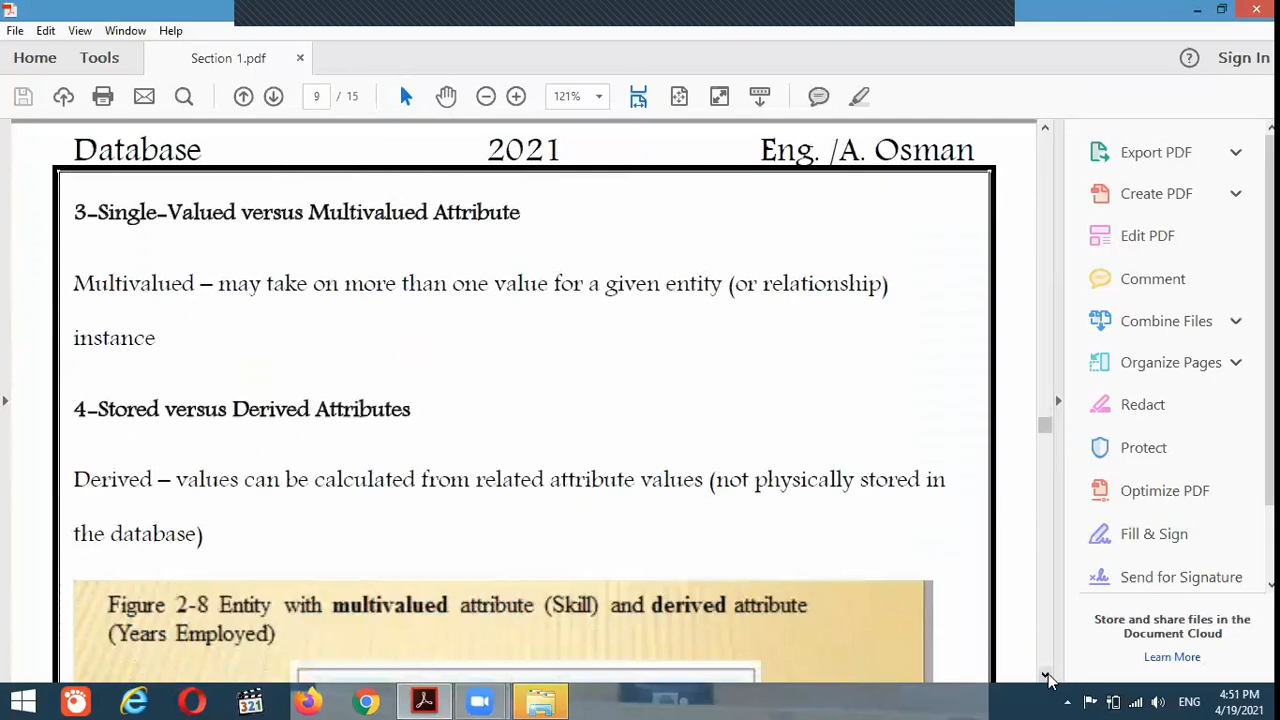 File Edit View Window Help
Home Tools Section 1.pdf × Sign In
9 / 15 121%
Database 2021 Eng. /A. Osman
3-Single-Valued versus Multivalued Attribute
Multivalued – may take on more than one value for a given entity (or relationship)
instance
4-Stored versus Derived Attributes
Derived – values can be calculated from related attribute values (not physically stored in
the database)
Figure 2-8 Entity with multivalued attribute (Skill) and derived attribute
(Years Employed)
Export PDF
Create PDF
Edit PDF
Comment
Combine Files
Organize Pages
Redact
Protect
Optimize PDF
Fill & Sign
Send for Signature
Store and share files in the
Document Cloud
Learn More
321
ENG
4:51 PM
4/19/2021